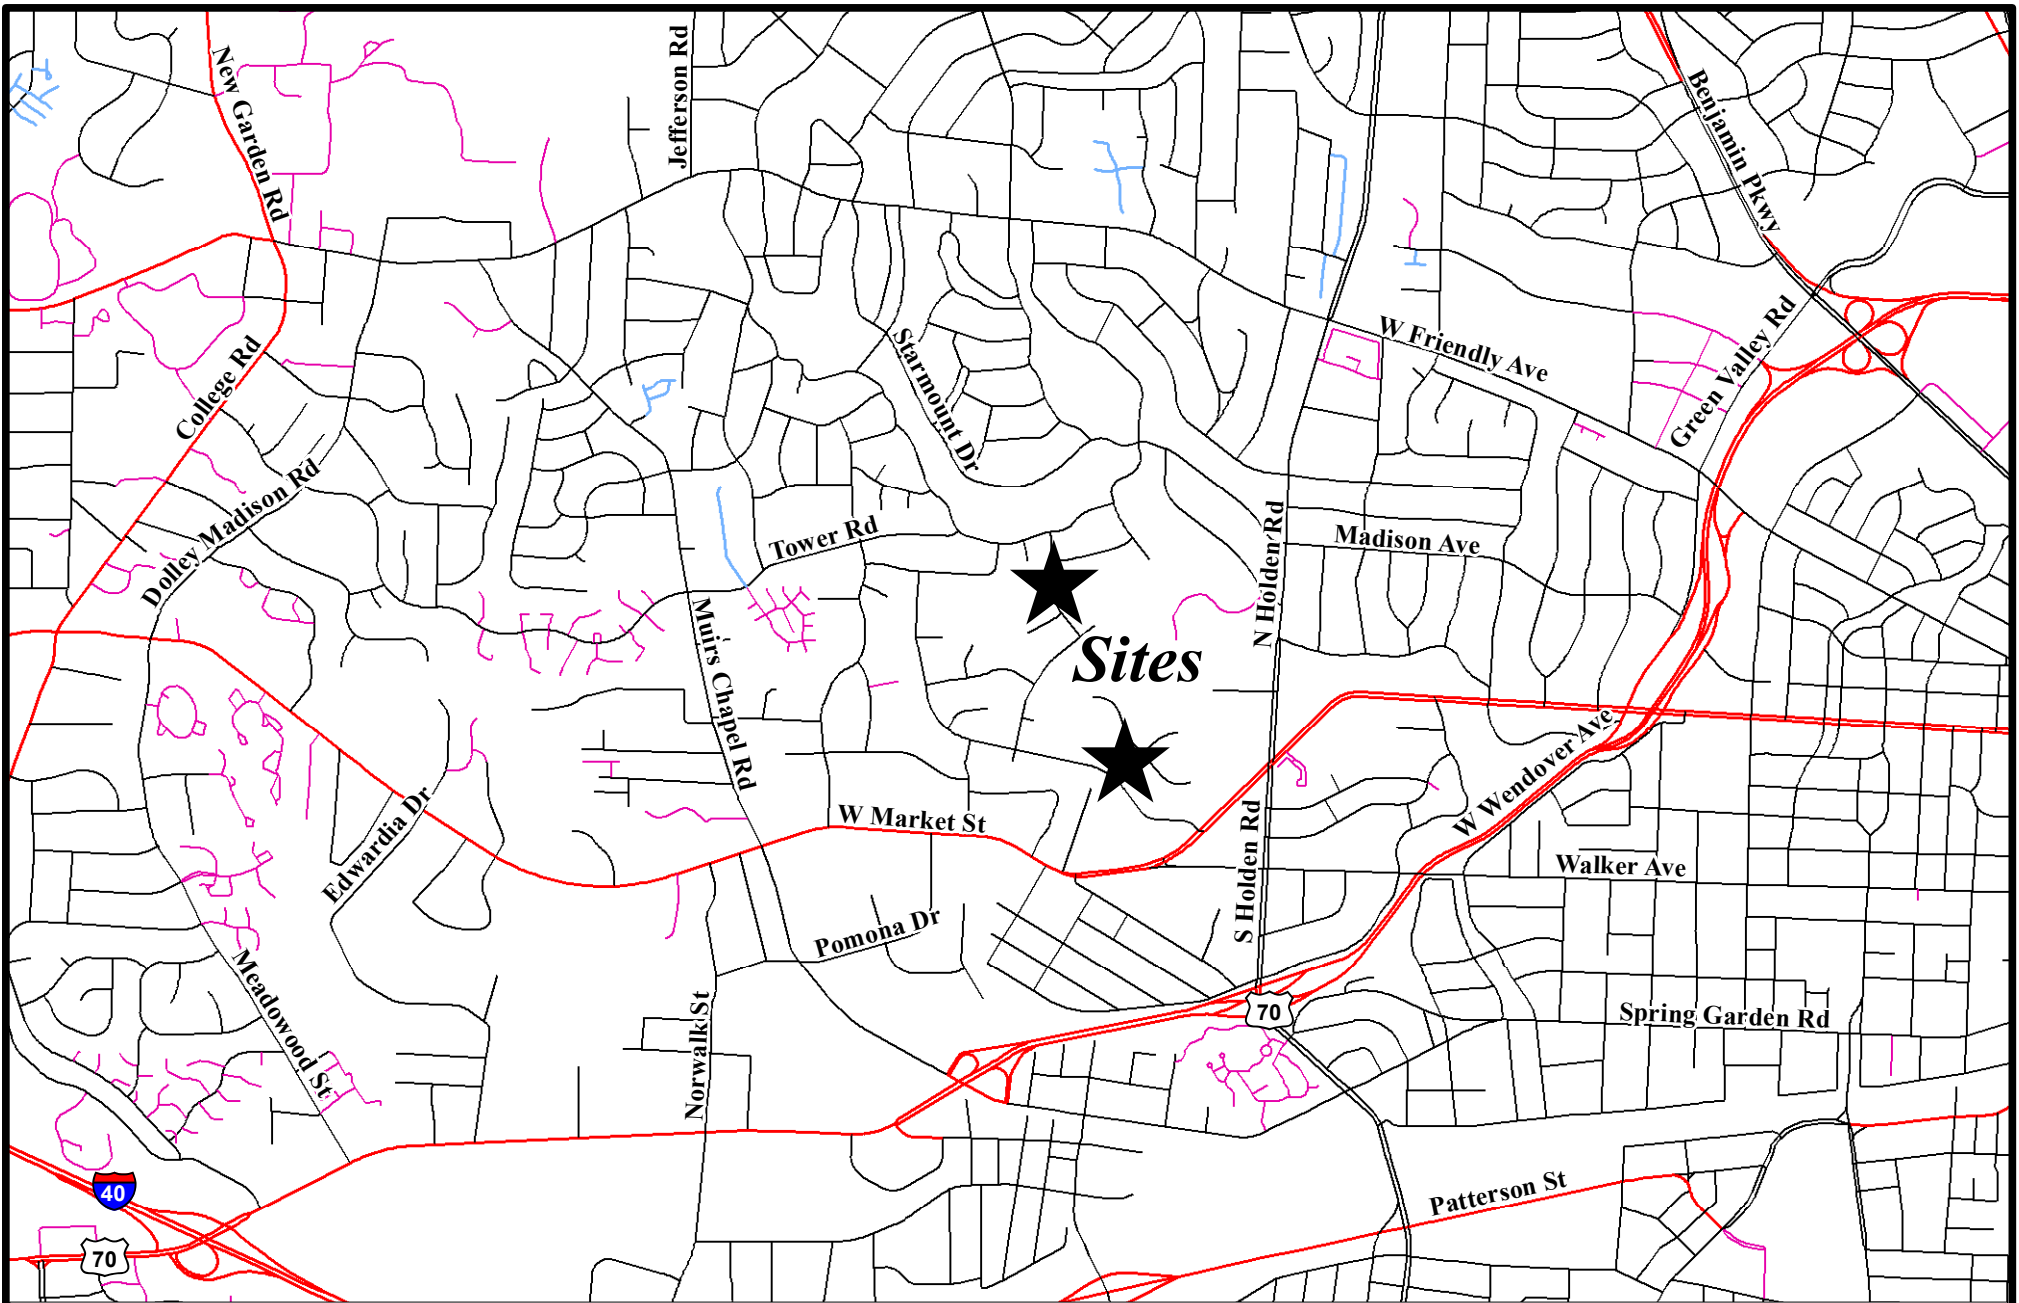 Jefferson Rd
New Garden Rd
Benjamin Pkwy
W Friendly Ave
Green Valley Rd
College Rd
Starmount Dr
Dolley Madison Rd
Tower Rd
N Holden Rd
Madison Ave
Sites
Muirs Chapel Rd
W Wendover Ave
W Market St
Edwardia Dr
S Holden Rd
Walker Ave
Pomona Dr
Meadowood St
Norwalk St
70
Spring Garden Rd
40
Patterson St
70